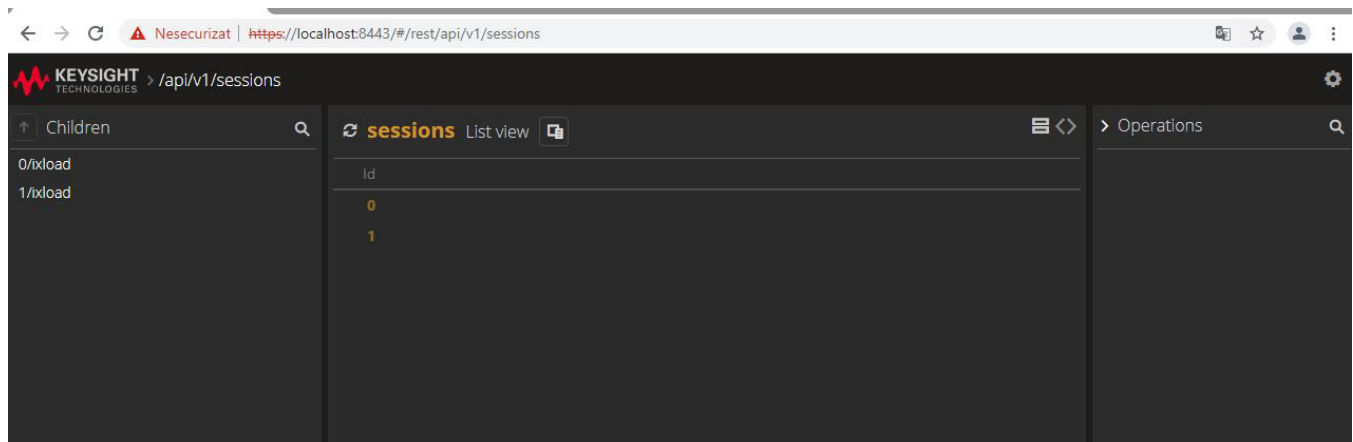 Nesecurizat | https://localhost:8443/#/rest/api/v1/sessions
KEYSIGHT TECHNOLOGIES > /api/v1/sessions
Children
0/ixload
1/ixload
sessions List view
Id
0
1
Operations